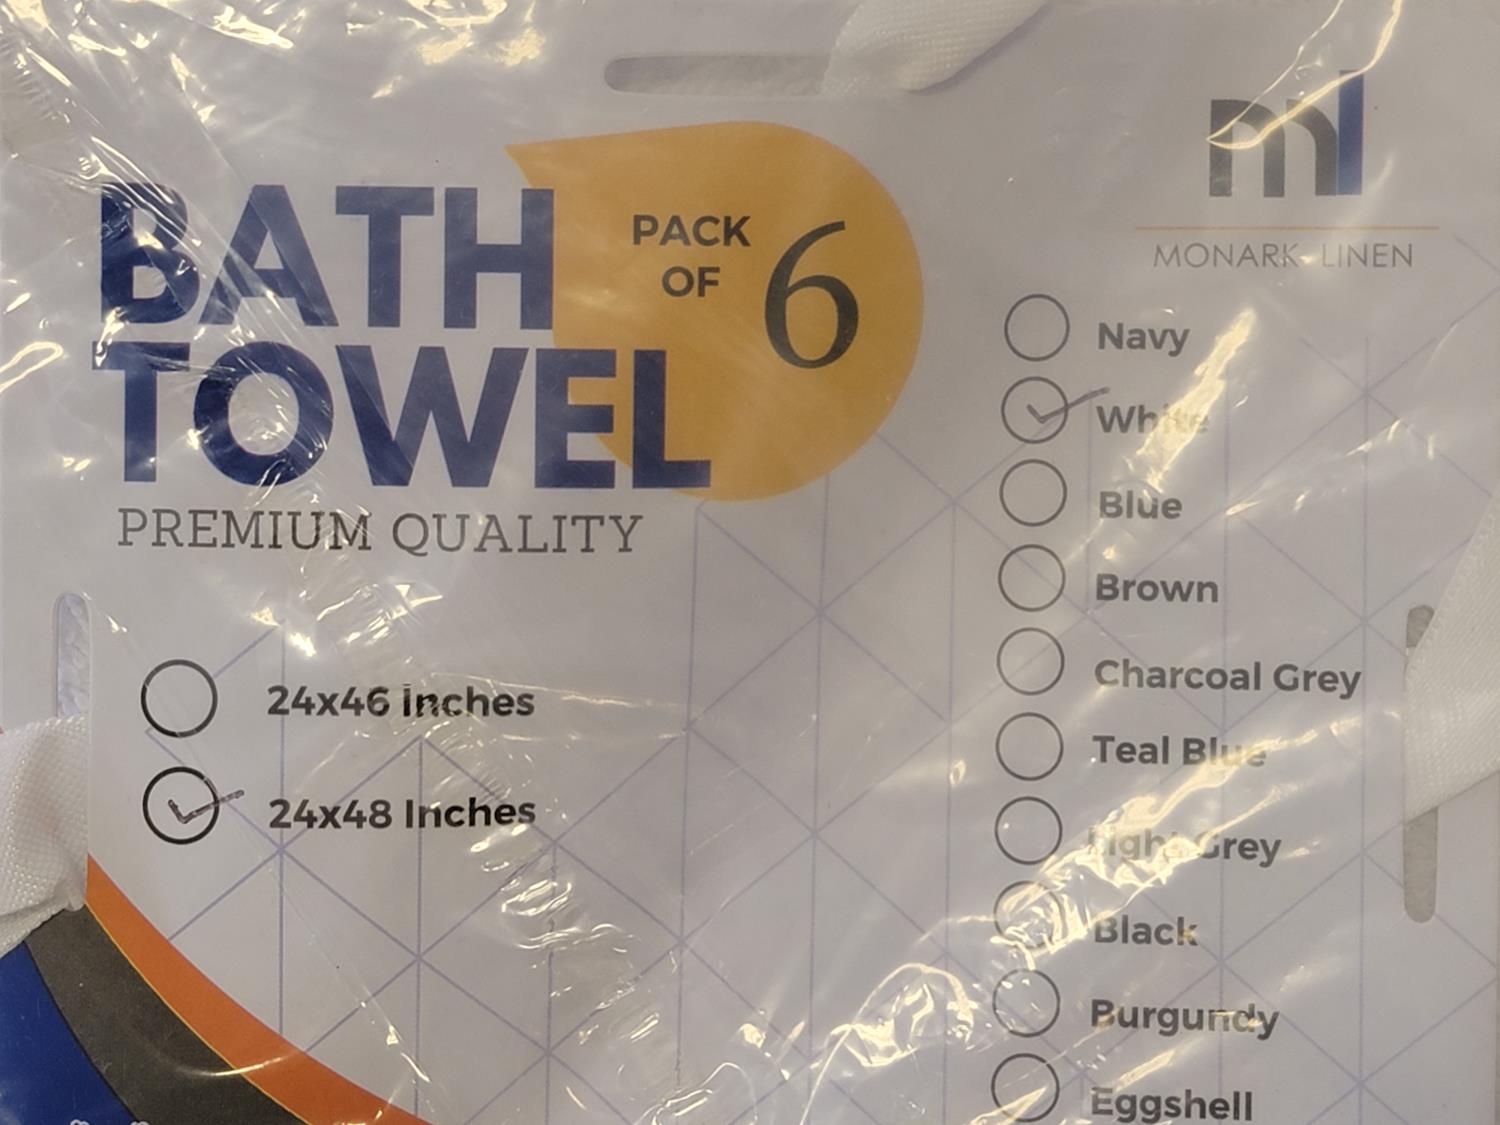 BATH
TOWEL
PACK
OF
6
PREMIUM QUALITY
24x46 Inches
24x48 Inches
ml
MONARK LINEN
Navy
White
Blue
Brown
Charcoal Grey
Teal Blue
Light Grey
Black
Burgundy
Eggshell